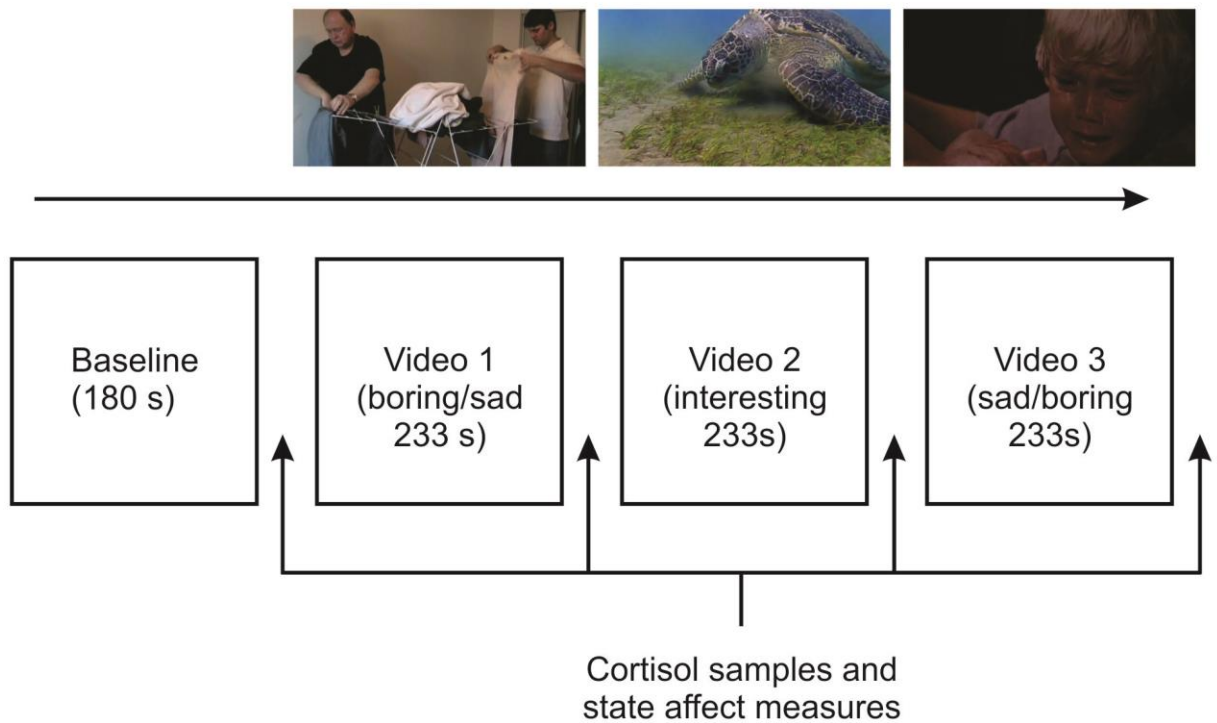 Baseline
(180 s)
Video 1
(boring/sad
233 s)
Video 2
(interesting
233s)
Video 3
(sad/boring
233s)
Cortisol samples and
state affect measures